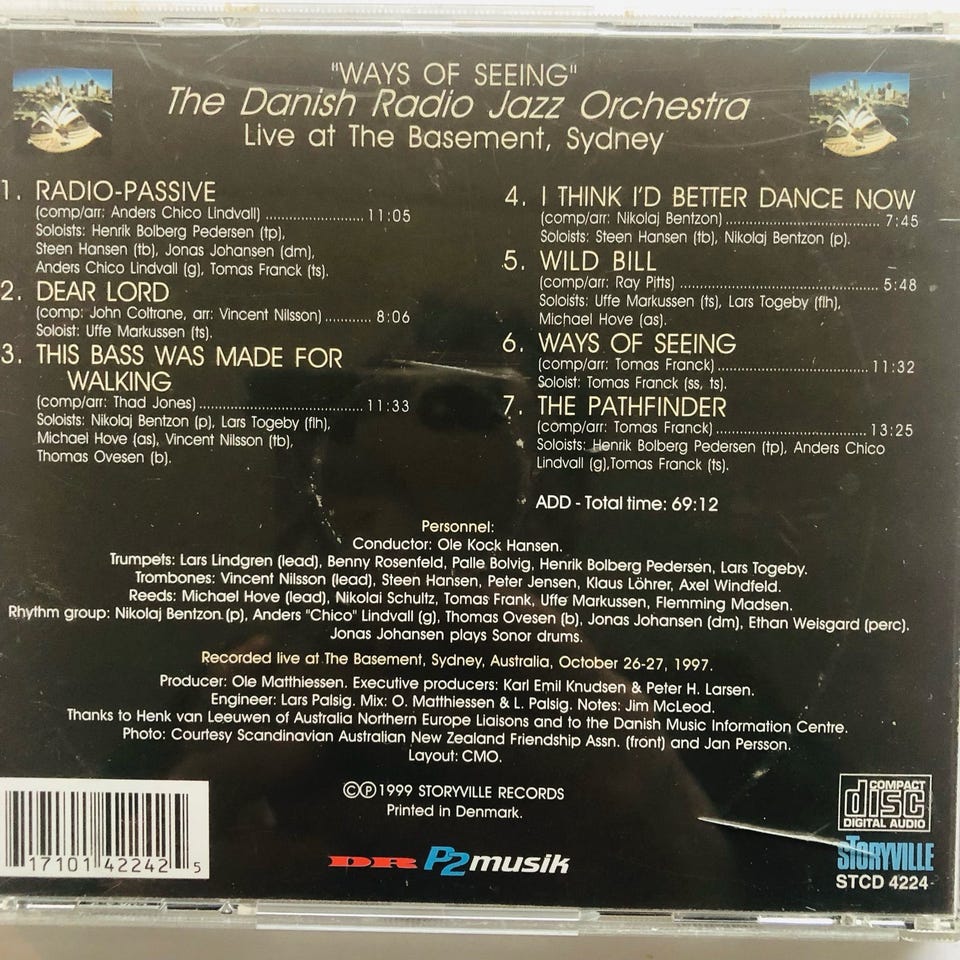 "WAYS OF SEEING"
The Danish Radio Jazz Orchestra
Live at The Basement, Sydney
1. RADIO-PASSIVE
(comp/arr: Anders Chico Lindvall) ...................... 11:05
Soloists: Henrik Bolberg Pedersen (tp),
Steen Hansen (tb), Jonas Johansen (dm),
Anders Chico Lindvall (g), Tomas Franck (ts).
2. DEAR LORD
(comp: John Coltrane, arr: Vincent Nilsson)........... 8:06
Soloist: Uffe Markussen (ts).
3. THIS BASS WAS MADE FOR
WALKING
(comp/arr: Thad Jones)..................................... 11:33
Soloists: Nikolaj Bentzon (p), Lars Togeby (flh),
Michael Hove (as), Vincent Nilsson (tb),
Thomas Ovesen (b).
4. I THINK I'D BETTER DANCE NOW
(comp/arr: Nikolaj Bentzon)................................... 7:45
Soloists: Steen Hansen (tb), Nikolaj Bentzon (p).
5. WILD BILL
(comp/arr: Ray Pitts).............................................. 5:48
Soloists: Uffe Markussen (ts), Lars Togeby (flh),
Michael Hove (as).
6. WAYS OF SEEING
(comp/arr: Tomas Franck).................................. 11:32
Soloist: Tomas Franck (ss, ts).
7. THE PATHFINDER
(comp/arr: Tomas Franck).................................. 13:25
Soloists: Henrik Bolberg Pedersen (tp), Anders Chico
Lindvall (g),Tomas Franck (ts).
ADD - Total time: 69:12
Personnel:
Conductor: Ole Kock Hansen.
Trumpets: Lars Lindgren (lead), Benny Rosenfeld, Palle Bolvig, Henrik Bolberg Pedersen, Lars Togeby.
Trombones: Vincent Nilsson (lead), Steen Hansen, Peter Jensen, Klaus Löhrer, Axel Windfeld.
Reeds: Michael Hove (lead), Nikolai Schultz, Tomas Frank, Uffe Markussen, Flemming Madsen.
Rhythm group: Nikolaj Bentzon (p), Anders "Chico" Lindvall (g), Thomas Ovesen (b), Jonas Johansen (dm), Ethan Weisgard (perc).
Jonas Johansen plays Sonor drums.
Recorded live at The Basement, Sydney, Australia, October 26-27, 1997.
Producer: Ole Matthiessen. Executive producers: Karl Emil Knudsen & Peter H. Larsen.
Engineer: Lars Palsig. Mix: O. Matthiessen & L. Palsig. Notes: Jim McLeod.
Thanks to Henk van Leeuwen of Australia Northern Europe Liaisons and to the Danish Music Information Centre.
Photo: Courtesy Scandinavian Australian New Zealand Friendship Assn. (front) and Jan Persson.
Layout: CMO.
©℗1999 STORYVILLE RECORDS
Printed in Denmark.
17101 42242 5
DR P2musik
COMPACT
disc
DIGITAL AUDIO
STORYVILLE
STCD 4224